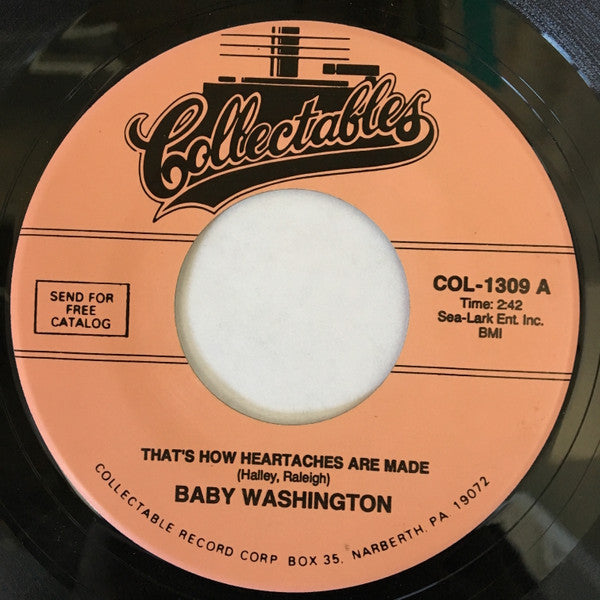 Collectables
SEND FOR
FREE
CATALOG
COL-1309 A
Time: 2:42
Sea-Lark Ent. Inc.
BMI
THAT'S HOW HEARTACHES ARE MADE
(Halley, Raleigh)
BABY WASHINGTON
COLLECTABLE RECORD CORP BOX 35, NARBERTH, PA. 19072